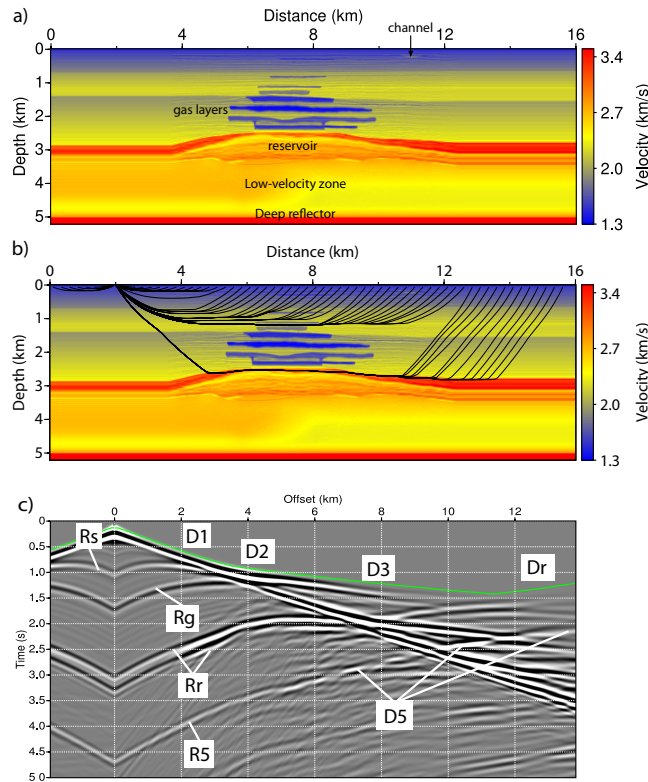 a)
Distance (km)
channel
0 4 8 12 16
0
1
2
3
4
5
Depth (km)
gas layers
reservoir
Low-velocity zone
Deep reflector
3.4
2.7
2.0
1.3
Velocity (km/s)
b)
Distance (km)
0 4 8 12 16
0
1
2
3
4
5
Depth (km)
3.4
2.7
2.0
1.3
Velocity (km/s)
c)
Offset (km)
0 2 4 6 8 10 12
0
0.5
1.0
1.5
2.0
2.5
3.0
3.5
4.0
4.5
5.0
Time (s)
Rs
D1
D2
D3
Dr
Rg
Rr
D5
R5